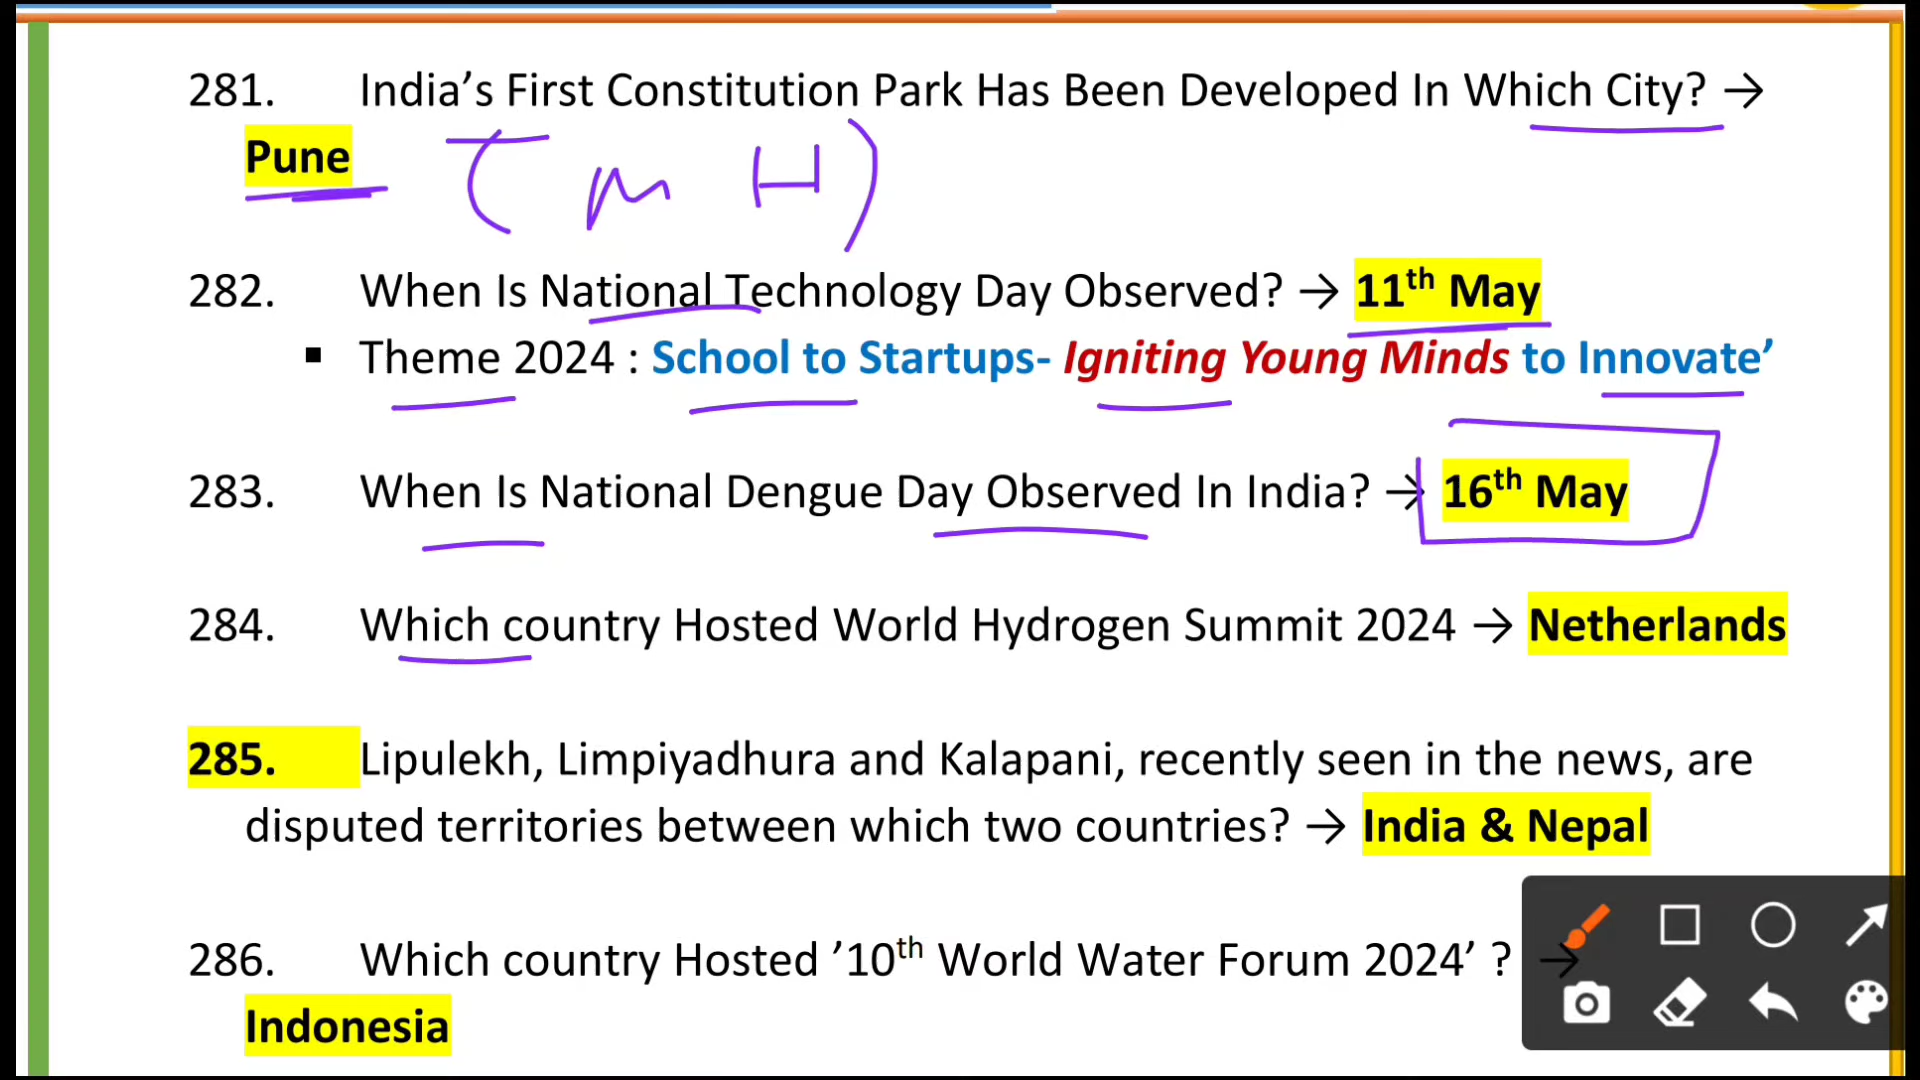 281. India’s First Constitution Park Has Been Developed In Which City? →
Pune
( M H )
282. When Is National Technology Day Observed? → 11th May
▪ Theme 2024 : School to Startups- Igniting Young Minds to Innovate’
283. When Is National Dengue Day Observed In India? → 16th May
284. Which country Hosted World Hydrogen Summit 2024 → Netherlands
285. Lipulekh, Limpiyadhura and Kalapani, recently seen in the news, are
disputed territories between which two countries? → India & Nepal
286. Which country Hosted ’10th World Water Forum 2024’ ? →
Indonesia